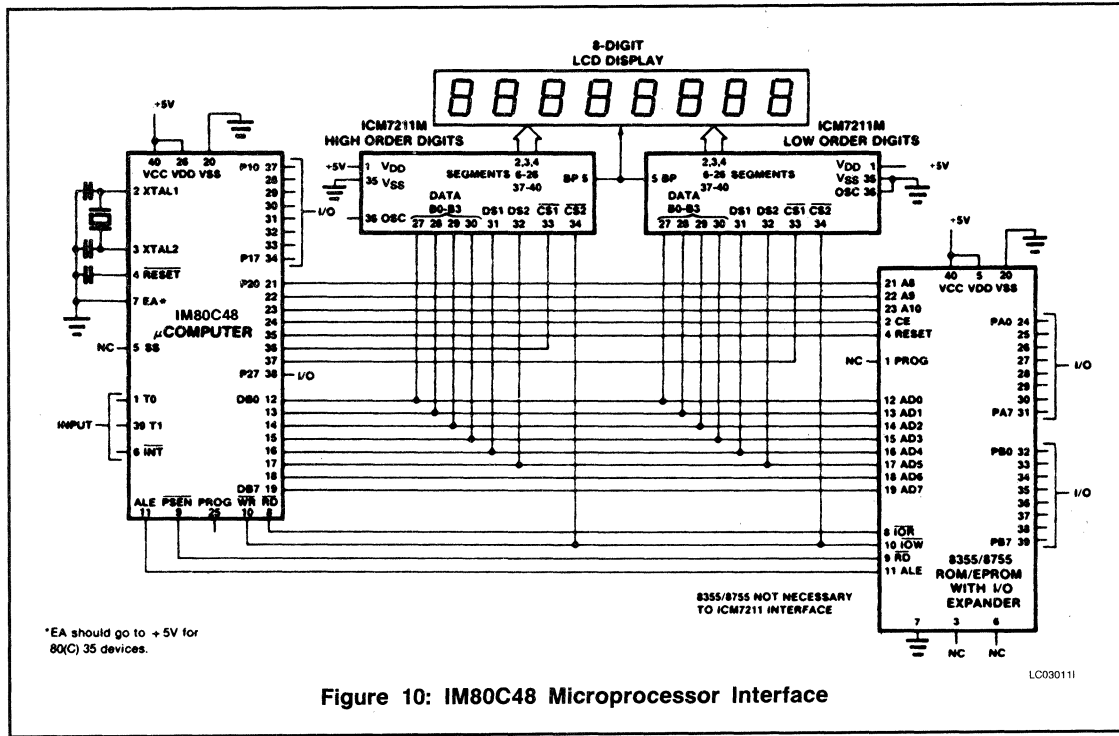 8-DIGIT
LCD DISPLAY
ICM7211M
HIGH ORDER DIGITS
ICM7211M
LOW ORDER DIGITS
+5V
40 26 20
VCC VDD VSS
2 XTAL1
3 XTAL2
4 RESET
7 EA*
IM80C48
µCOMPUTER
NC 5 SS
INPUT
1 T0
39 T1
6 INT
ALE PSEN PROG WR RD
11 9 25 10 8
P10 27
28
29
30
31
32
33
P17 34
I/O
P20 21
22
23
24
35
36
37
P27 38 I/O
DB0 12
13
14
15
16
17
18
DB7 19
+5V 1 VDD
35 VSS
36 OSC
2,3,4
SEGMENTS 6-26
37-40
BP 5
DATA
B0-B3 DS1 DS2 CS1 CS2
27 28 29 30 31 32 33 34
5 BP
2,3,4
6-26 SEGMENTS
37-40
VDD 1 +5V
VSS 35
OSC 36
DATA
B0-B3 DS1 DS2 CS1 CS2
27 28 29 30 31 32 33 34
+5V
40 5 20
VCC VDD VSS
21 A8
22 A9
23 A10
2 CE
4 RESET
NC 1 PROG
12 AD0
13 AD1
14 AD2
15 AD3
16 AD4
17 AD5
18 AD6
19 AD7
8 IOR
10 IOW
9 RD
11 ALE
PA0 24
25
26
27
28
29
30
PA7 31
I/O
PB0 32
33
34
35
36
37
38
PB7 39
I/O
8355/8755
ROM/EPROM
WITH I/O
EXPANDER
7 3 6
NC NC
8355/8755 NOT NECESSARY
TO ICM7211 INTERFACE
*EA should go to +5V for
80(C) 35 devices.
LC03011I
Figure 10: IM80C48 Microprocessor Interface